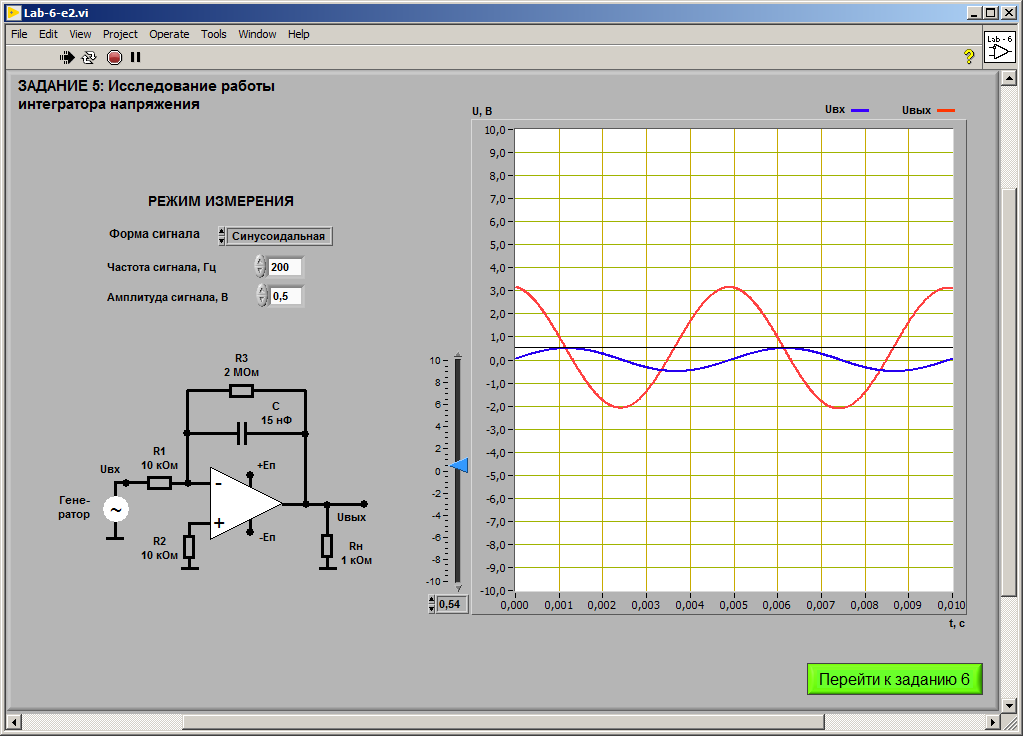 Lab-6-e2.vi
File Edit View Project Operate Tools Window Help
Lab - 6
?
ЗАДАНИЕ 5: Исследование работы
интегратора напряжения
РЕЖИМ ИЗМЕРЕНИЯ
Форма сигнала Синусоидальная
Частота сигнала, Гц 200
Амплитуда сигнала, В 0,5
R3
2 МОм
C
15 нФ
R1
10 кОм
Uвх
+Еп
-
Гене-
ратор
~
+
Uвых
-Еп
R2
10 кОм
Rн
1 кОм
10
8
6
4
2
0
-2
-4
-6
-8
-10
0,54
U, В
Uвх Uвых
10,0
9,0
8,0
7,0
6,0
5,0
4,0
3,0
2,0
1,0
0,0
-1,0
-2,0
-3,0
-4,0
-5,0
-6,0
-7,0
-8,0
-9,0
-10,0
0,000 0,001 0,002 0,003 0,004 0,005 0,006 0,007 0,008 0,009 0,010
t, с
Перейти к заданию 6